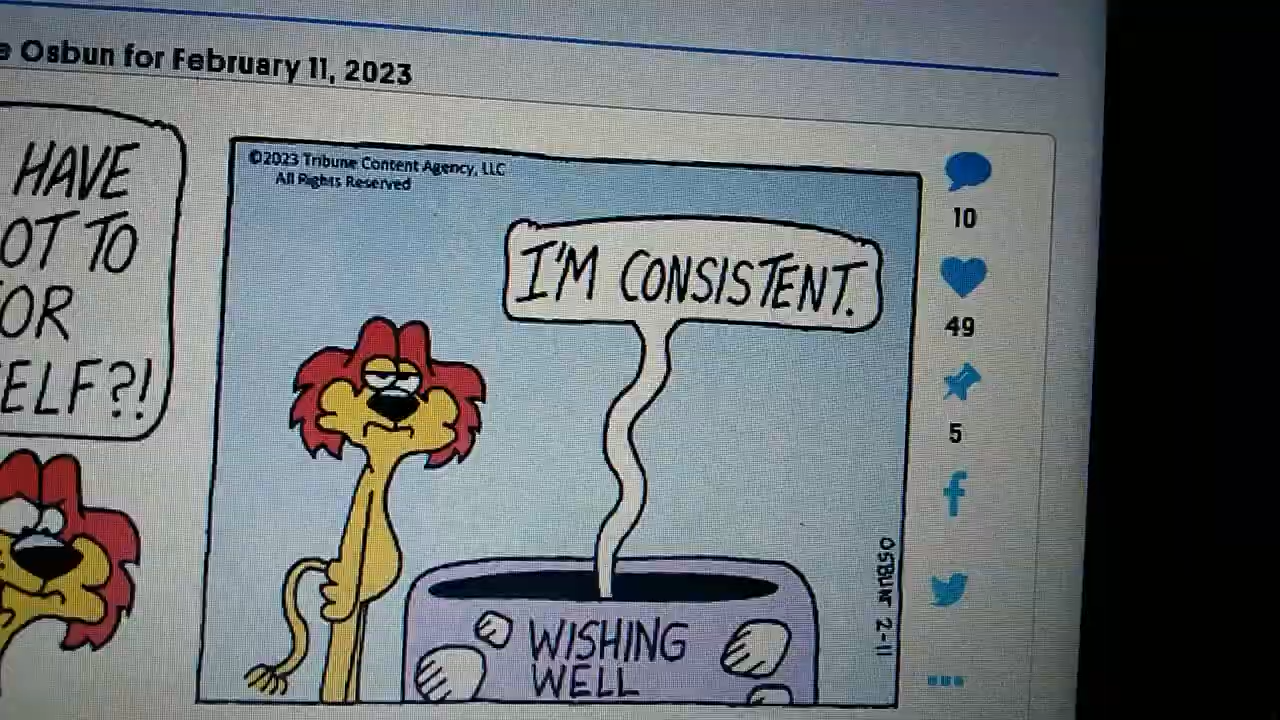 e Osbun for February 11, 2023
HAVE
OT TO
OR
ELF?!
©2023 Tribune Content Agency, LLC
All Rights Reserved
I'M CONSISTENT.
WISHING
WELL
OSBUN 2-11
10
49
5